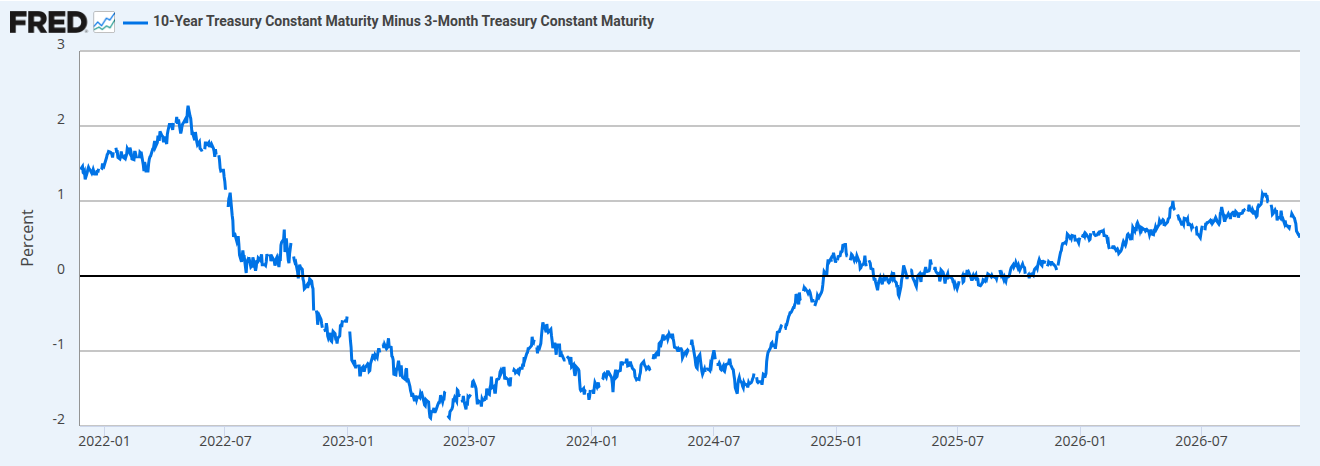 FRED 10-Year Treasury Constant Maturity Minus 3-Month Treasury Constant Maturity
Percent
3
2
1
0
-1
-2
2022-01 2022-07 2023-01 2023-07 2024-01 2024-07 2025-01 2025-07 2026-01 2026-07